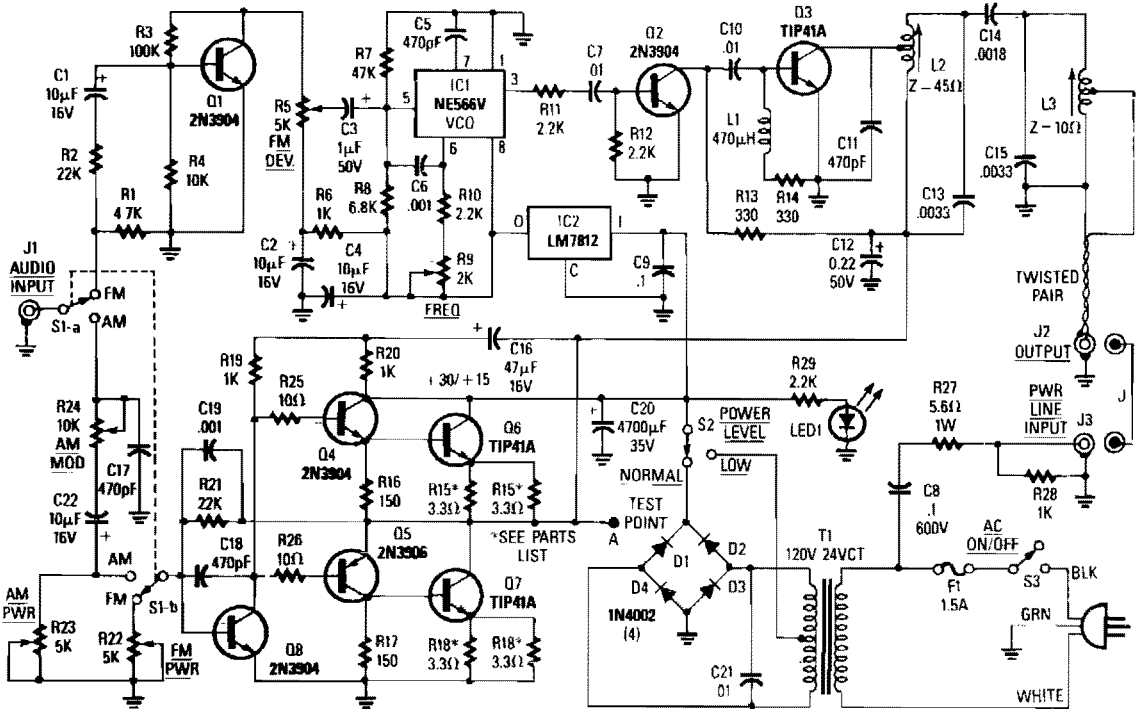 R3
100K
C1
10µF
16V
Q1
2N3904
R2
22K
R4
10K
R1
4.7K
J1
AUDIO
INPUT
FM
S1-a
AM
R5
5K
FM
DEV.
R7
47K
C5
470pF
7
1
IC1
NE566V
VCO
5
3
6
8
C3
1µF
50V
R11
2.2K
C7
.01
Q2
2N3904
R12
2.2K
C10
.01
Q3
TIP41A
L1
470µH
C11
470pF
R13
330
R14
330
L2
Z-45Ω
C14
.0018
L3
Z-10Ω
C15
.0033
C13
.0033
C12
0.22
50V
R6
1K
R8
6.8K
C6
.001
R10
2.2K
R9
2K
FREQ
C2
10µF
16V
C4
10µF
16V
O
IC2
LM7812
I
C
C9
.1
TWISTED
PAIR
J2
OUTPUT
PWR
LINE
INPUT
J3
J
R19
1K
R20
1K
C16
47µF
16V
R25
10Ω
+30/+15
Q4
2N3904
Q6
TIP41A
C20
4700µF
35V
S2
POWER
LEVEL
NORMAL
LOW
R29
2.2K
LED1
R27
5.6Ω
1W
R28
1K
R24
10K
AM
MOD
C17
470pF
C22
10µF
16V
C19
.001
R21
22K
R16
150
R15*
3.3Ω
R15*
3.3Ω
TEST
POINT
A
*SEE PARTS
LIST
C18
470pF
R26
10Ω
Q5
2N3906
Q7
TIP41A
D1
D2
D4
D3
1N4002
(4)
T1
120V 24VCT
C8
.1
600V
AC
ON/OFF
F1
1.5A
S3
BLK
GRN
WHITE
AM
FM
S1-b
AM
PWR
R23
5K
R22
5K
FM
PWR
Q8
2N3904
R17
150
R18*
3.3Ω
R18*
3.3Ω
C21
.01